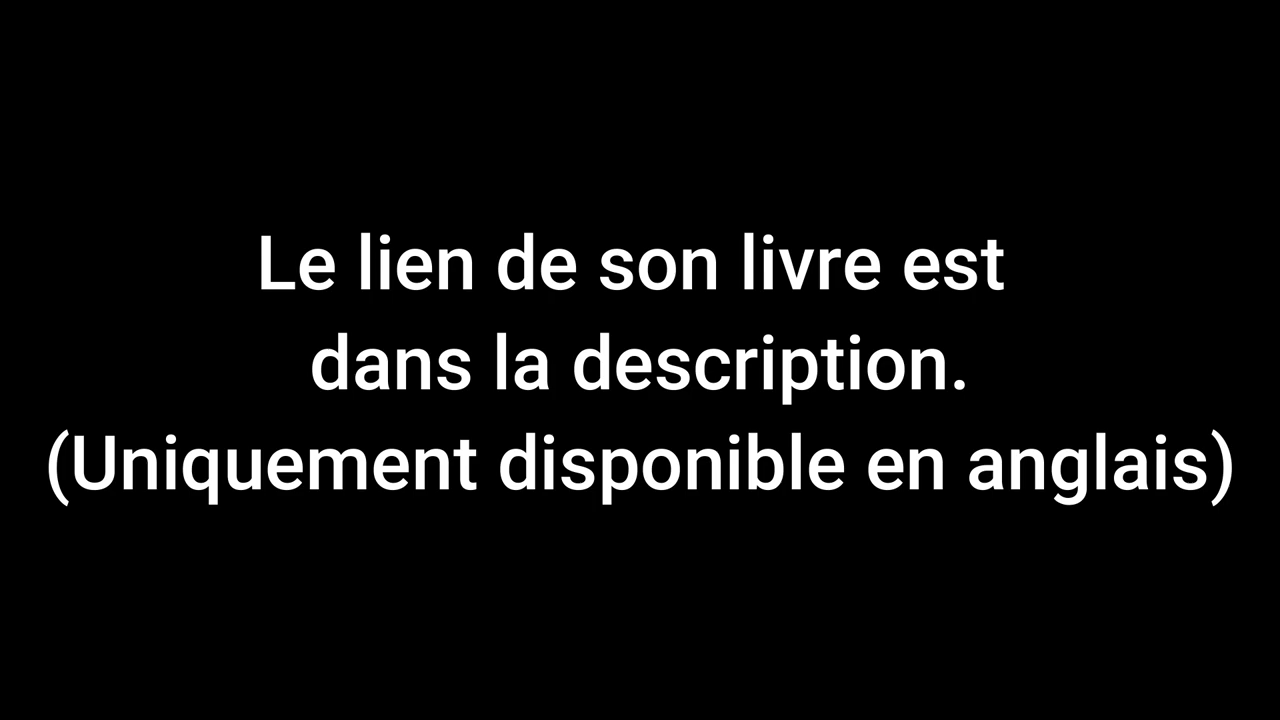 Le lien de son livre est
dans la description.
(Uniquement disponible en anglais)